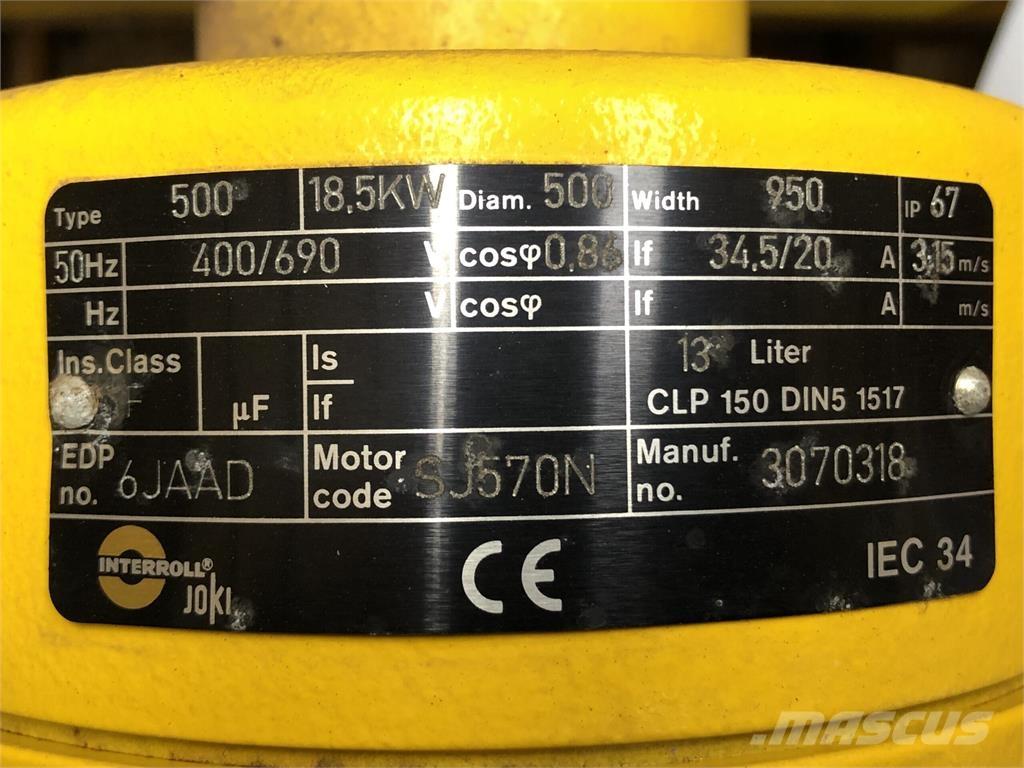 Type 500 18.5KW Diam. 500 Width 950 IP 67
50Hz 400/690 V cosφ 0.86 If 34.5/20 A 3.15 m/s
Hz V cosφ If A m/s
Ins.Class F µF Is If 13 Liter
CLP 150 DIN5 1517
EDP no. 6JAAD Motor code SJ570N Manuf. no. 3070318
INTERROLL®
JOKI
CE
IEC 34
MASCUS